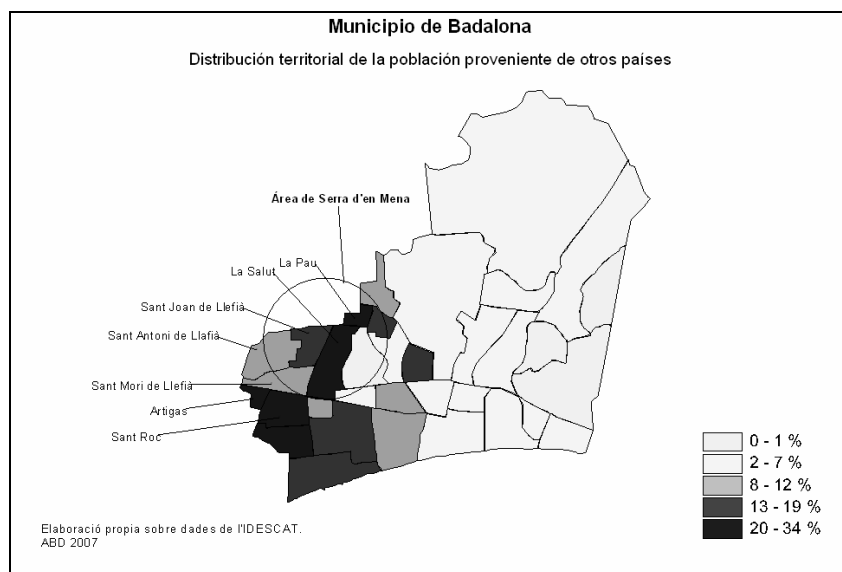 Municipio de Badalona
Distribución territorial de la población proveniente de otros países
Área de Serra d'en Mena
La Pau
La Salut
Sant Joan de Llefià
Sant Antoni de Llafià
Sant Mori de Llefià
Artigas
Sant Roc
0 - 1 %
2 - 7 %
8 - 12 %
13 - 19 %
20 - 34 %
Elaboració propia sobre dades de l'IDESCAT.
ABD 2007